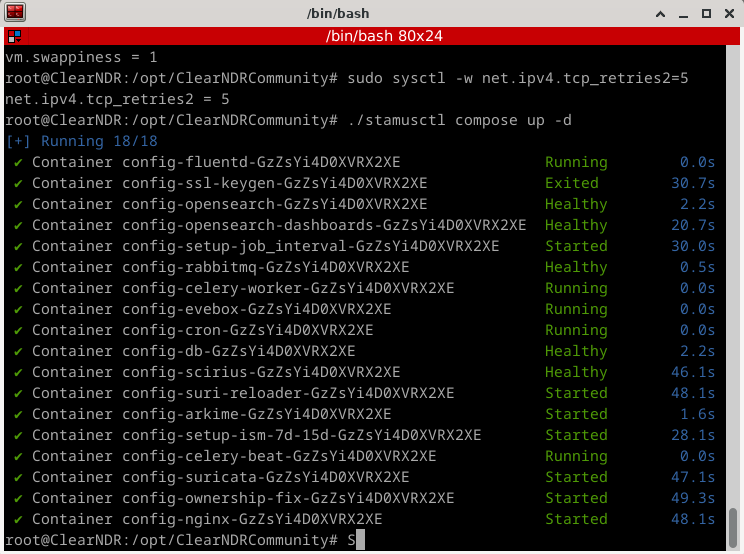 /bin/bash
/bin/bash 80x24
vm.swappiness = 1
root@ClearNDR:/opt/ClearNDRCommunity# sudo sysctl -w net.ipv4.tcp_retries2=5
net.ipv4.tcp_retries2 = 5
root@ClearNDR:/opt/ClearNDRCommunity# ./stamusctl compose up -d
[+] Running 18/18
✔ Container config-fluentd-GzZsYi4D0XVRX2XE Running 0.0s
✔ Container config-ssl-keygen-GzZsYi4D0XVRX2XE Exited 30.7s
✔ Container config-opensearch-GzZsYi4D0XVRX2XE Healthy 2.2s
✔ Container config-opensearch-dashboards-GzZsYi4D0XVRX2XE Healthy 20.7s
✔ Container config-setup-job_interval-GzZsYi4D0XVRX2XE Started 30.0s
✔ Container config-rabbitmq-GzZsYi4D0XVRX2XE Healthy 0.5s
✔ Container config-celery-worker-GzZsYi4D0XVRX2XE Running 0.0s
✔ Container config-evebox-GzZsYi4D0XVRX2XE Running 0.0s
✔ Container config-cron-GzZsYi4D0XVRX2XE Running 0.0s
✔ Container config-db-GzZsYi4D0XVRX2XE Healthy 2.2s
✔ Container config-scirius-GzZsYi4D0XVRX2XE Healthy 46.1s
✔ Container config-suri-reloader-GzZsYi4D0XVRX2XE Started 48.1s
✔ Container config-arkime-GzZsYi4D0XVRX2XE Started 1.6s
✔ Container config-setup-ism-7d-15d-GzZsYi4D0XVRX2XE Started 28.1s
✔ Container config-celery-beat-GzZsYi4D0XVRX2XE Running 0.0s
✔ Container config-suricata-GzZsYi4D0XVRX2XE Started 47.1s
✔ Container config-ownership-fix-GzZsYi4D0XVRX2XE Started 49.3s
✔ Container config-nginx-GzZsYi4D0XVRX2XE Started 48.1s
root@ClearNDR:/opt/ClearNDRCommunity# S